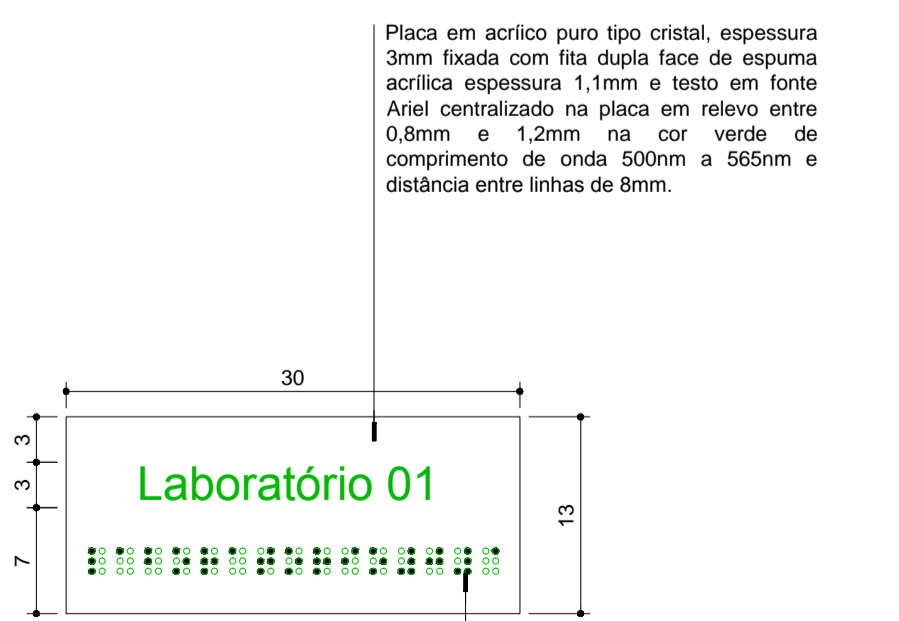 Placa em acríico puro tipo cristal, espessura
3mm fixada com fita dupla face de espuma
acrílica espessura 1,1mm e testo em fonte
Ariel centralizado na placa em relevo entre
0,8mm e 1,2mm na cor verde de
comprimento de onda 500nm a 565nm e
distância entre linhas de 8mm.
30
3
3
7
13
Laboratório 01